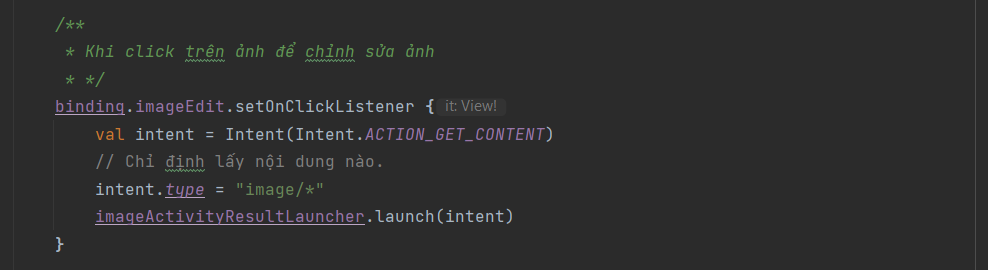 /**
* Khi click trên ảnh để chỉnh sửa ảnh
* */
binding.imageEdit.setOnClickListener { it: View!
val intent = Intent(Intent.ACTION_GET_CONTENT)
// Chỉ định lấy nội dung nào.
intent.type = "image/*"
imageActivityResultLauncher.launch(intent)
}